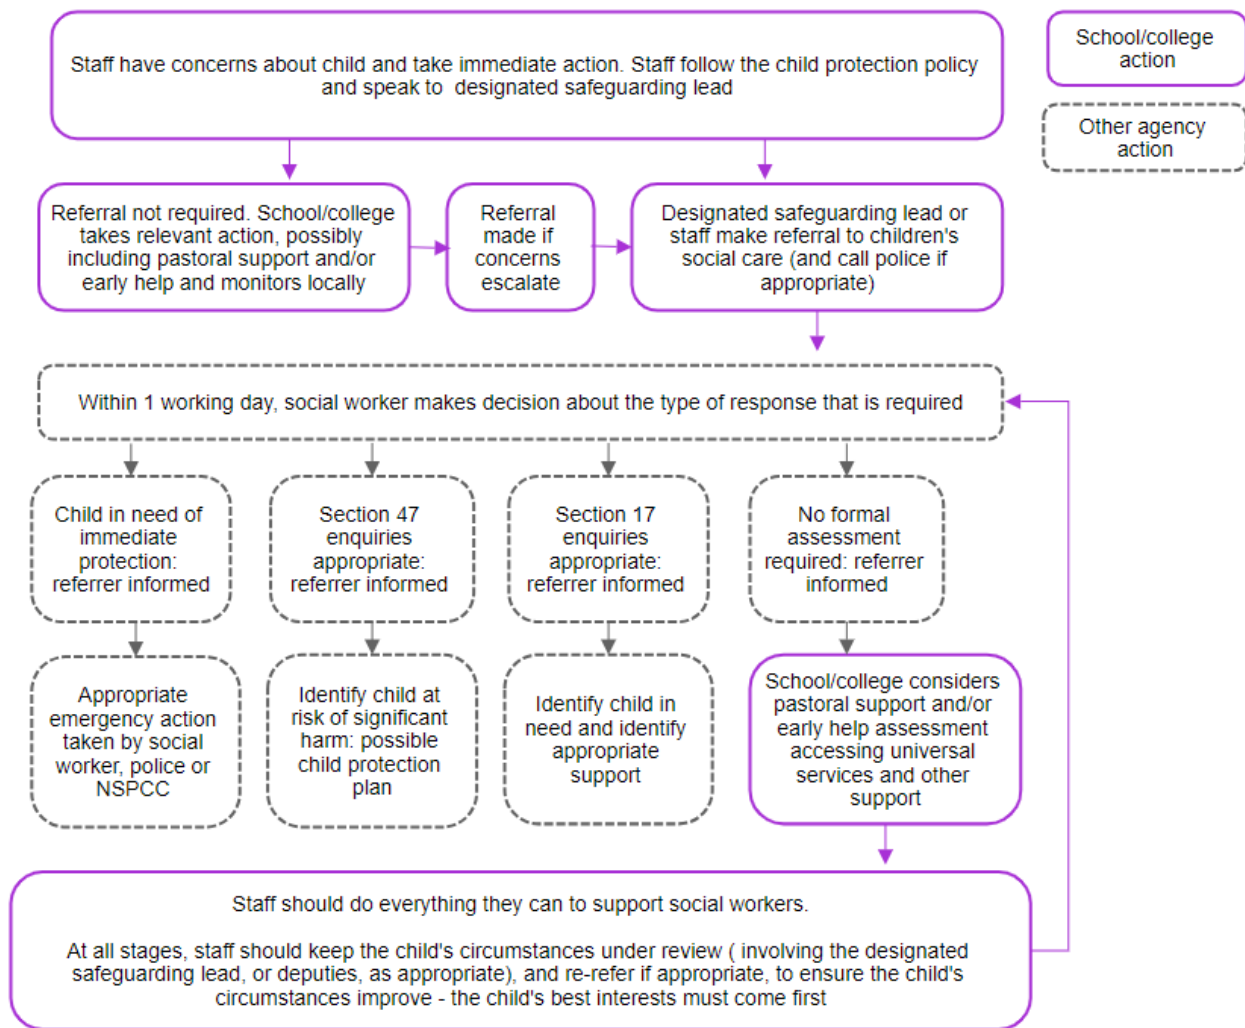 Staff have concerns about child and take immediate action. Staff follow the child protection policy
and speak to  designated safeguarding lead
School/college
action
Other agency
action
Referral not required. School/college
takes relevant action, possibly
including pastoral support and/or
early help and monitors locally
Referral
made if
concerns
escalate
Designated safeguarding lead or
staff make referral to children's
social care (and call police if
appropriate)
Within 1 working day, social worker makes decision about the type of response that is required
Child in need of
immediate
protection:
referrer informed
Section 47
enquiries
appropriate:
referrer informed
Section 17
enquiries
appropriate:
referrer informed
No formal
assessment
required: referrer
informed
Appropriate
emergency action
taken by social
worker, police or
NSPCC
Identify child at
risk of significant
harm: possible
child protection
plan
Identify child in
need and identify
appropriate
support
School/college considers
pastoral support and/or
early help assessment
accessing universal
services and other
support
Staff should do everything they can to support social workers.
At all stages, staff should keep the child's circumstances under review ( involving the designated
safeguarding lead, or deputies, as appropriate), and re-refer if appropriate, to ensure the child's
circumstances improve - the child's best interests must come first